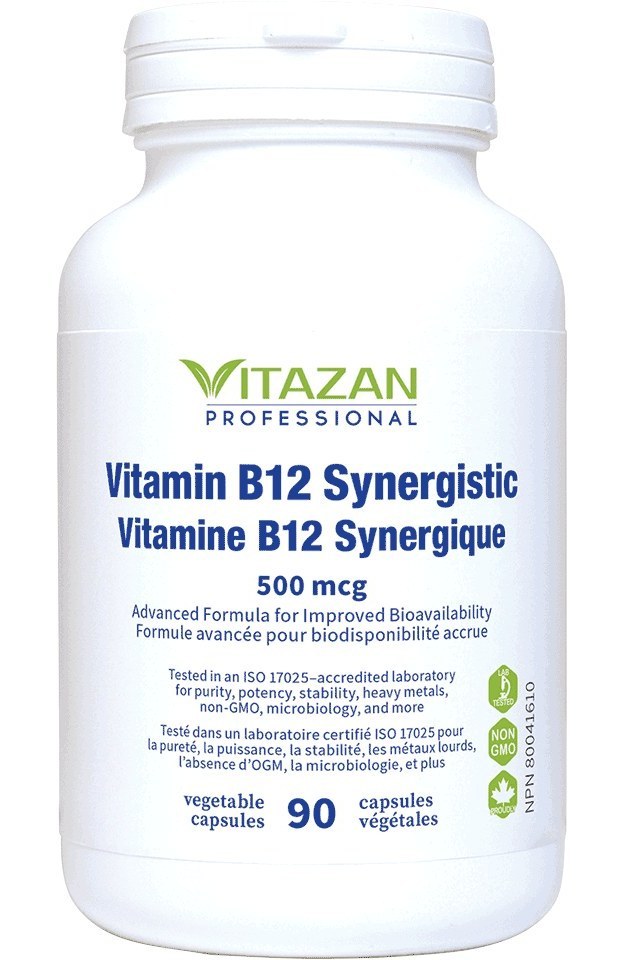 VITAZAN
PROFESSIONAL
Vitamin B12 Synergistic
Vitamine B12 Synergique
500 mcg
Advanced Formula for Improved Bioavailability
Formule avancée pour biodisponibilité accrue
Tested in an ISO 17025–accredited laboratory
for purity, potency, stability, heavy metals,
non-GMO, microbiology, and more
Testé dans un laboratoire certifié ISO 17025 pour
la pureté, la puissance, la stabilité, les métaux lourds,
l’absence d’OGM, la microbiologie, et plus
vegetable
capsules
90
capsules
végétales
LAB
TESTED
NON
GMO
PROUDLY
NPN 80041610